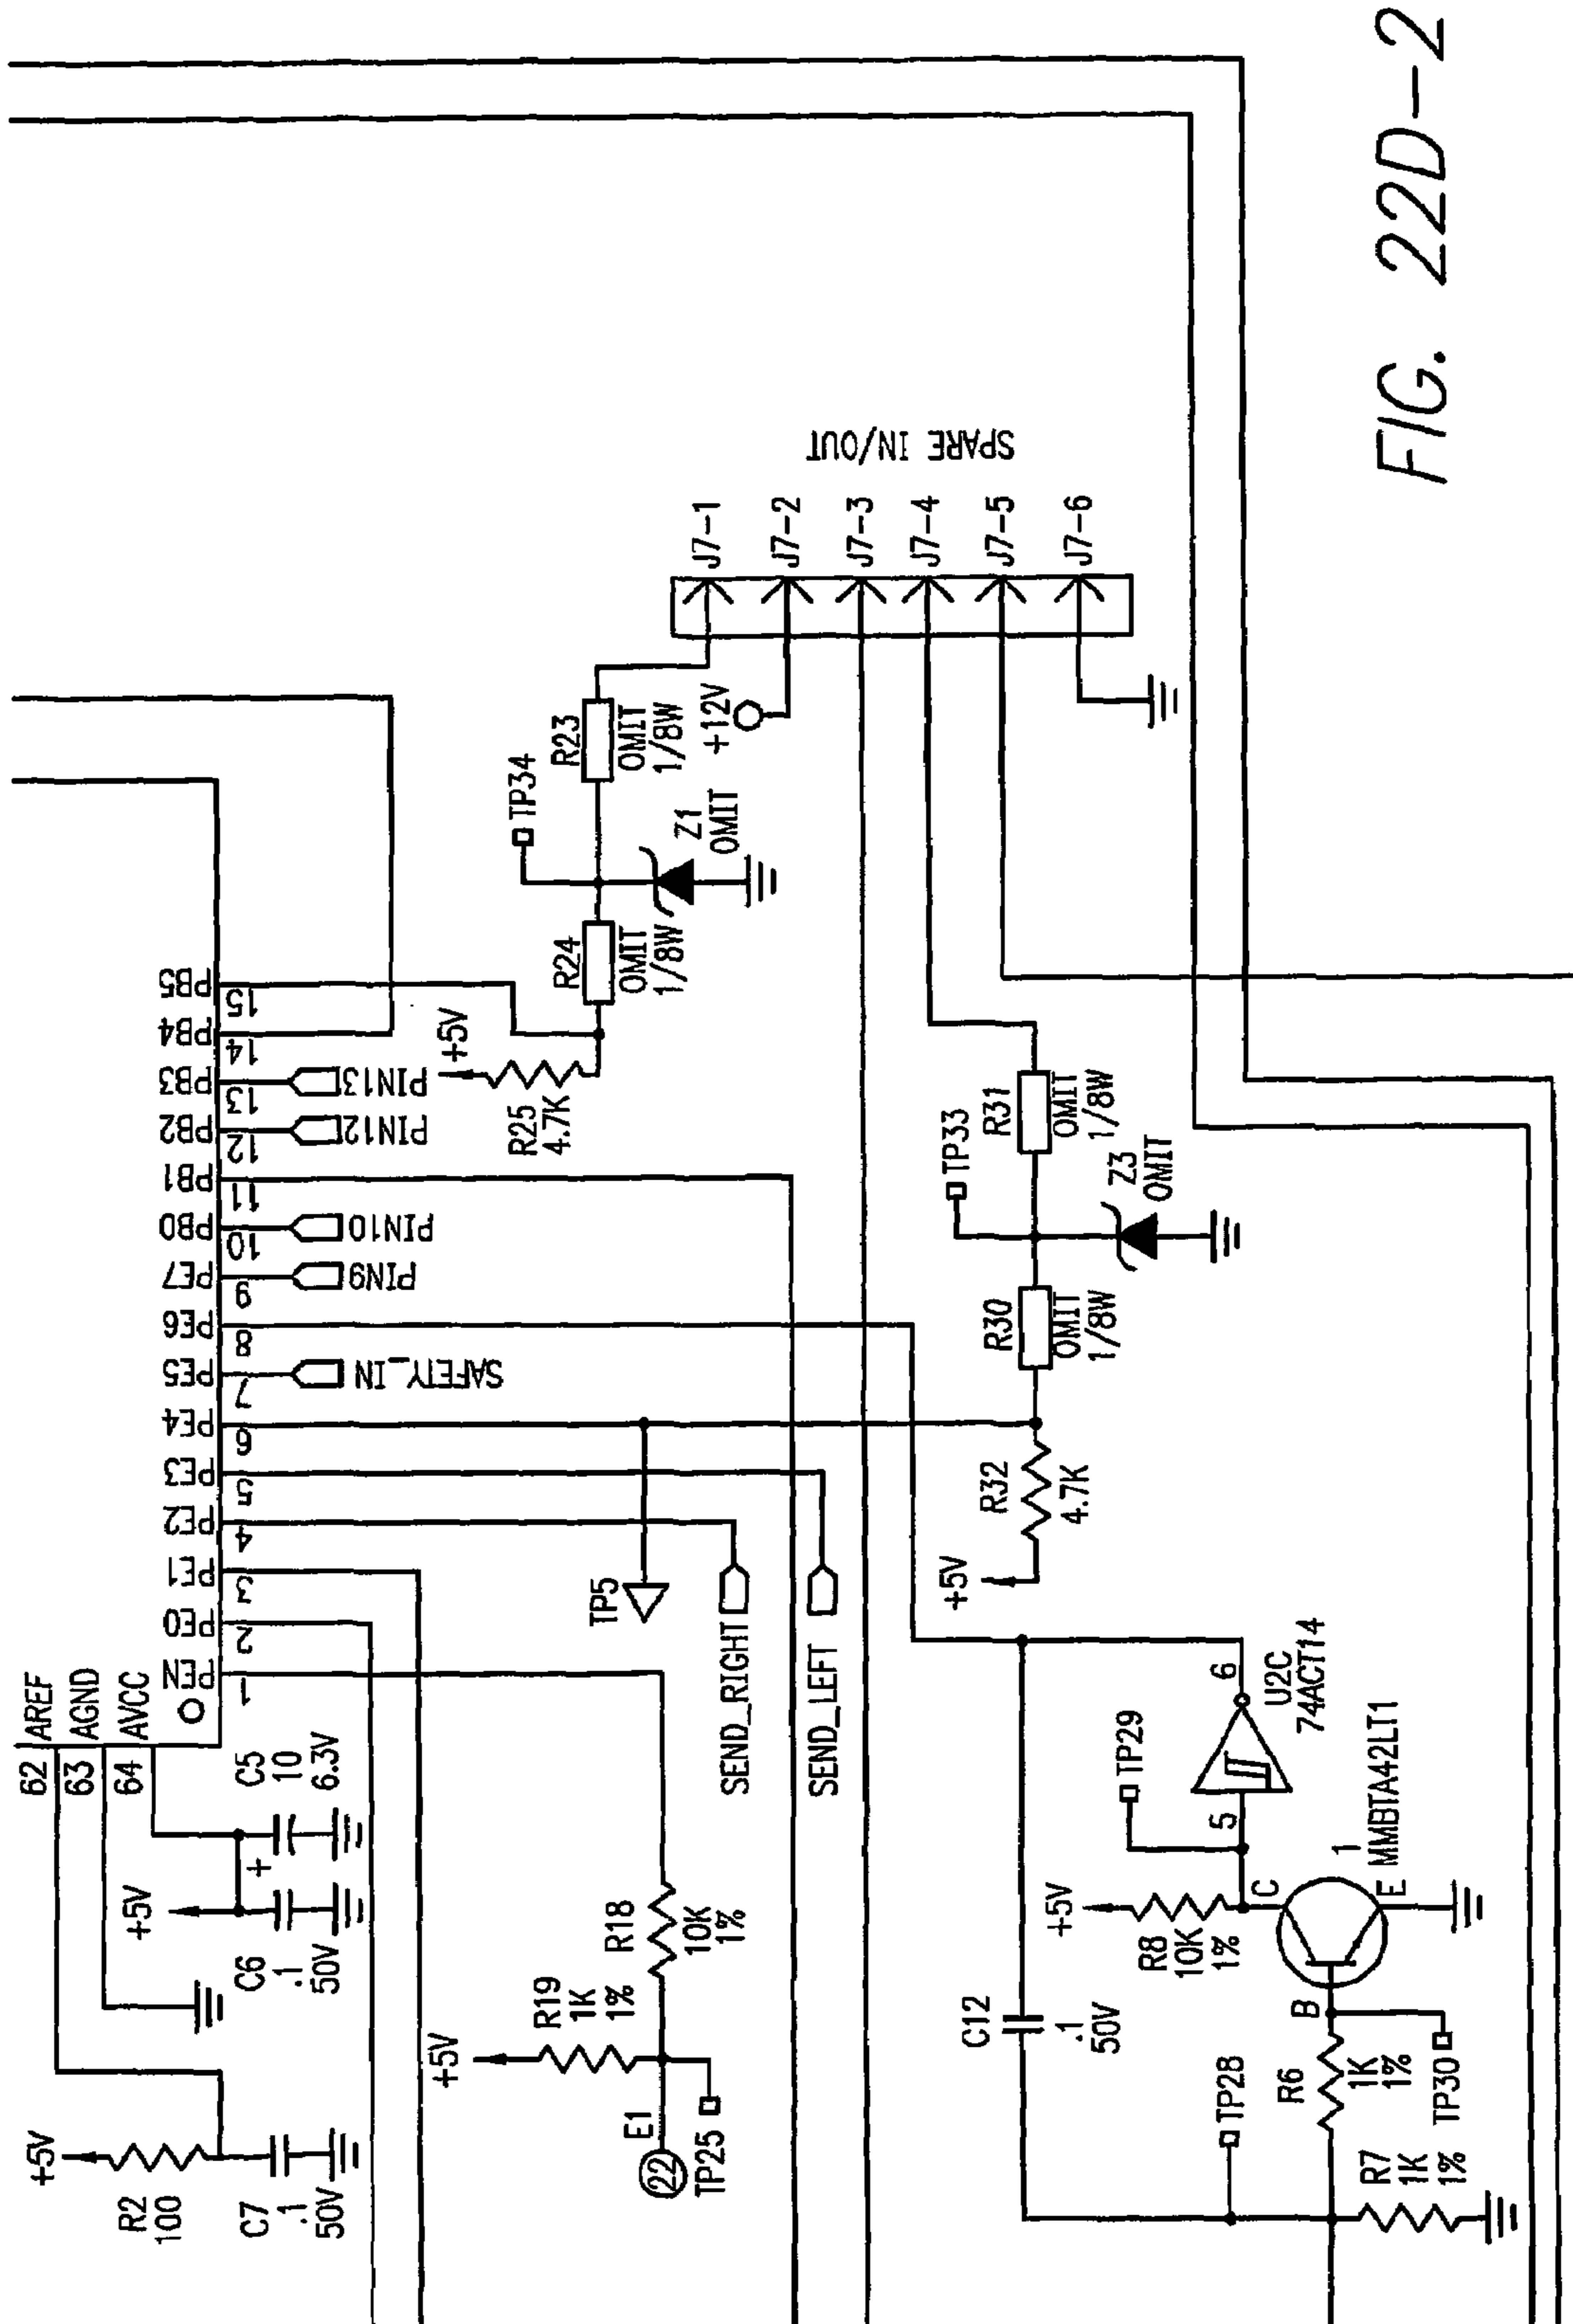 62 AREF
63 AGND
64 AVCC
PEN 1
PE0 2
PE1 3
PE2 4
PE3 5
PE4 6
PE5 7
PE6 8
PE7 9
PB0 10
PB1 11
PB2 12
PB3 13
PB4 14
PB5 15
SAFETY_IN
PIN9
PIN10
PIN12
PIN13
+5V
R2
100
C7
.1
50V
+5V
C6
.1
50V
+
C5
10
6.3V
+5V
R19
1K
1%
R18
10K
1%
22
E1
TP25
TP5
SEND_RIGHT
SEND_LEFT
+5V
R25
4.7K
R24
OMIT
1/8W
TP34
Z1
OMIT
R23
OMIT
1/8W
+12V
J7-1
J7-2
J7-3
J7-4
J7-5
J7-6
SPARE IN/OUT
+5V
R32
4.7K
R30
OMIT
1/8W
TP33
Z3
OMIT
R31
OMIT
1/8W
C12
.1
50V
TP28
R7
1K
1%
R6
1K
1%
TP30
B
C
E
1
MMBTA42LT1
+5V
R8
10K
1%
TP29
5
6
U2C
74ACT14
FIG. 22D-2